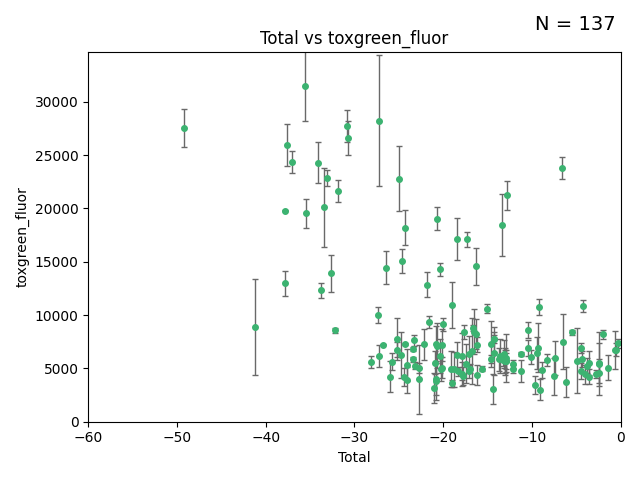 N = 137
Total vs toxgreen_fluor
toxgreen_fluor
30000
25000
20000
15000
10000
5000
0
−60 −50 −40 −30 −20 −10 0
Total